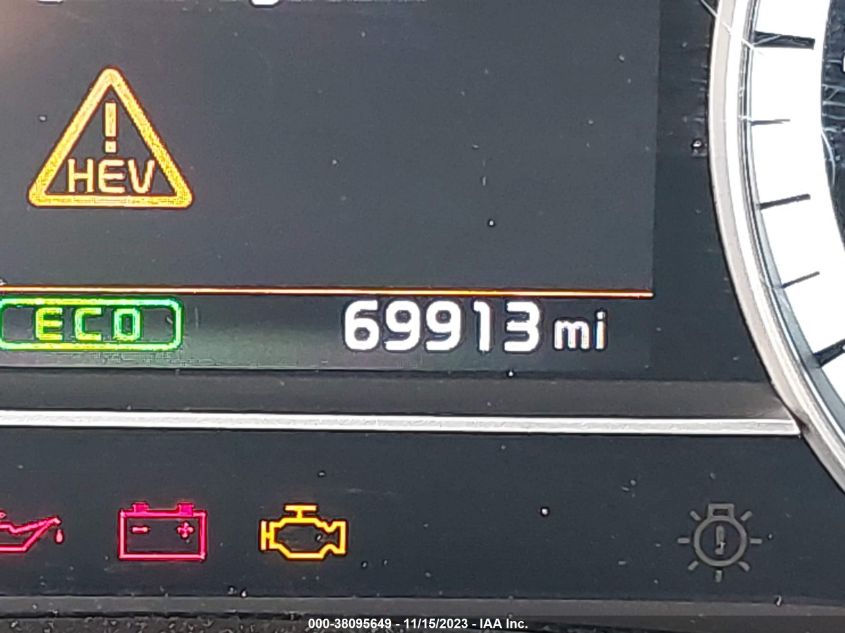 HEV
ECO 69913 mi
000-38095649 - 11/15/2023 - IAA Inc.